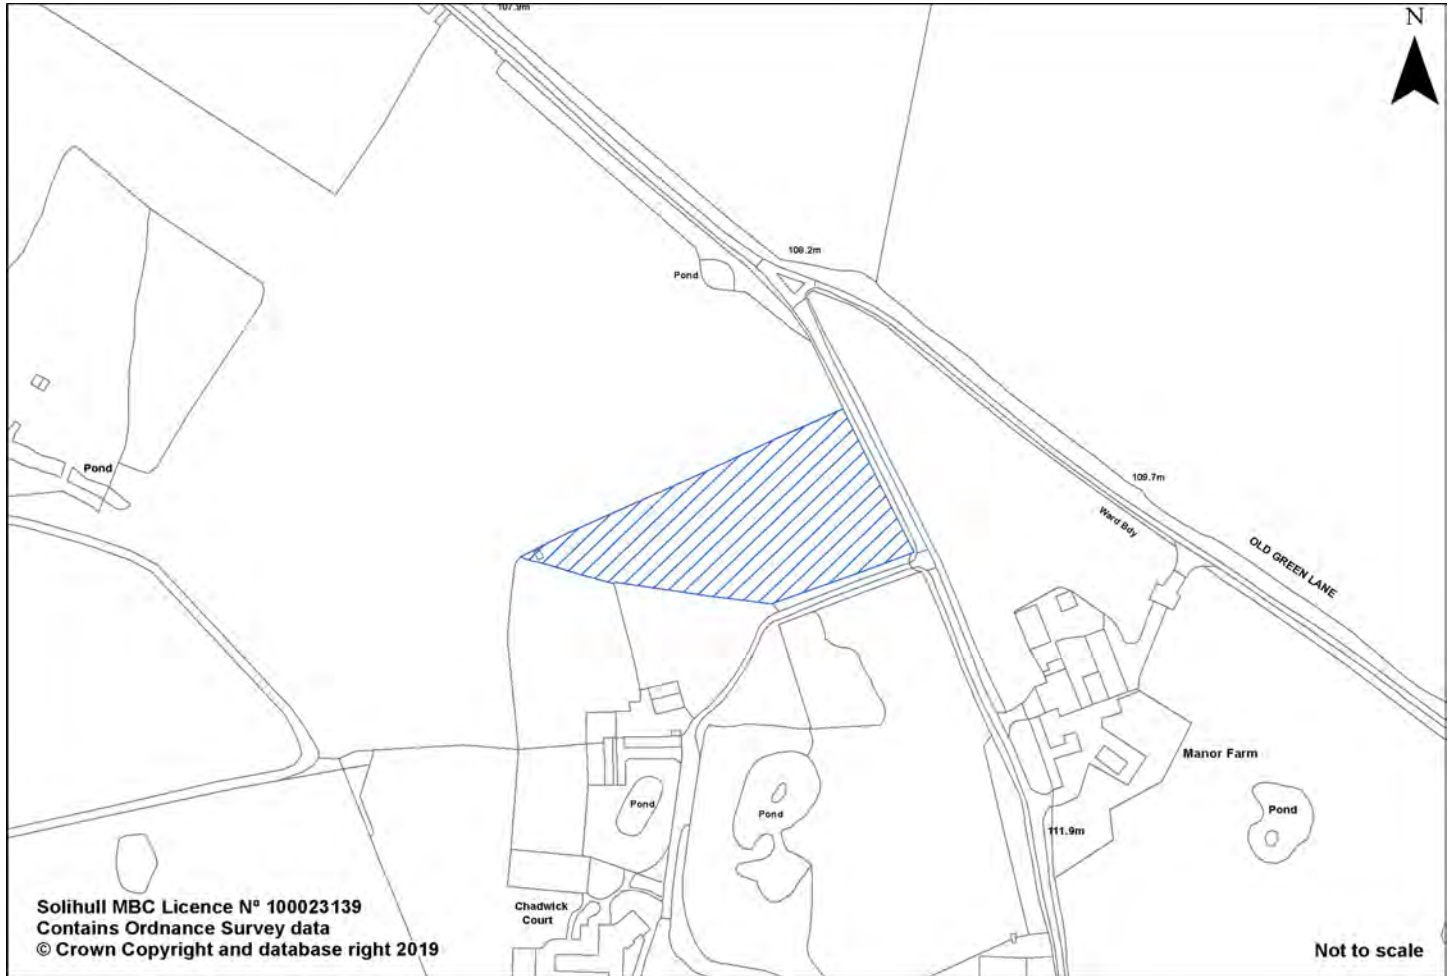 107.9m
N
108.2m
Pond
Pond
109.7m
Ward Bdy
OLD GREEN LANE
Manor Farm
Pond
Pond
Pond
111.9m
Chadwick
Court
Solihull MBC Licence Nº 100023139
Contains Ordnance Survey data
© Crown Copyright and database right 2019
Not to scale